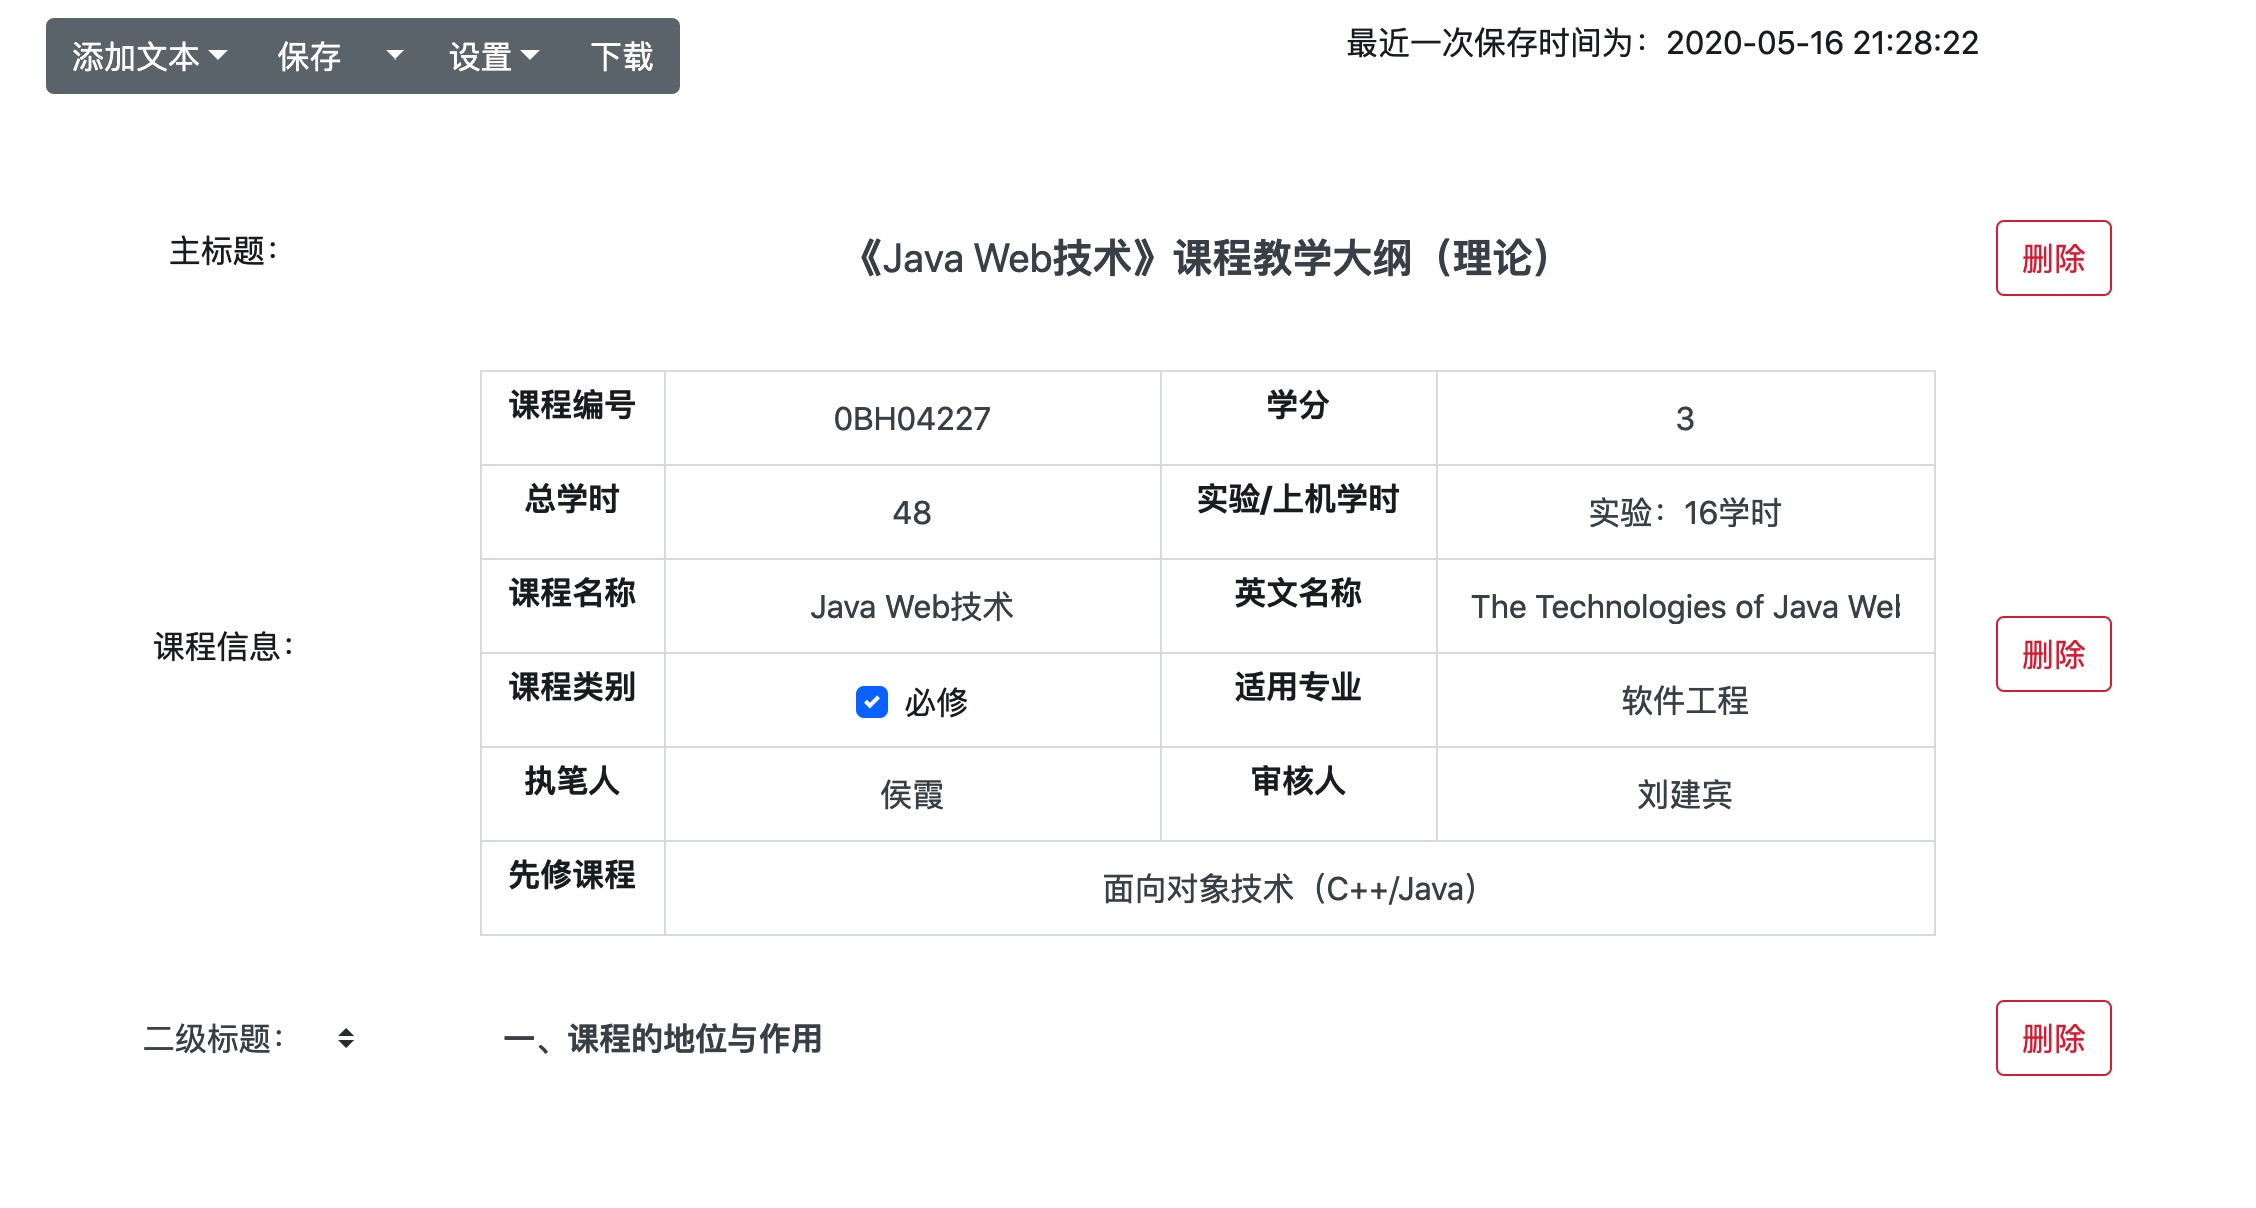 添加文本 保存 设置 下载 最近一次保存时间为：2020-05-16 21:28:22
主标题： 《Java Web技术》课程教学大纲（理论） 删除
课程编号 0BH04227 学分 3
总学时 48 实验/上机学时 实验：16学时
课程名称 Java Web技术 英文名称 The Technologies of Java Web
课程信息： 删除
课程类别 必修 适用专业 软件工程
执笔人 侯霞 审核人 刘建宾
先修课程 面向对象技术（C++/Java）
二级标题： 一、课程的地位与作用 删除